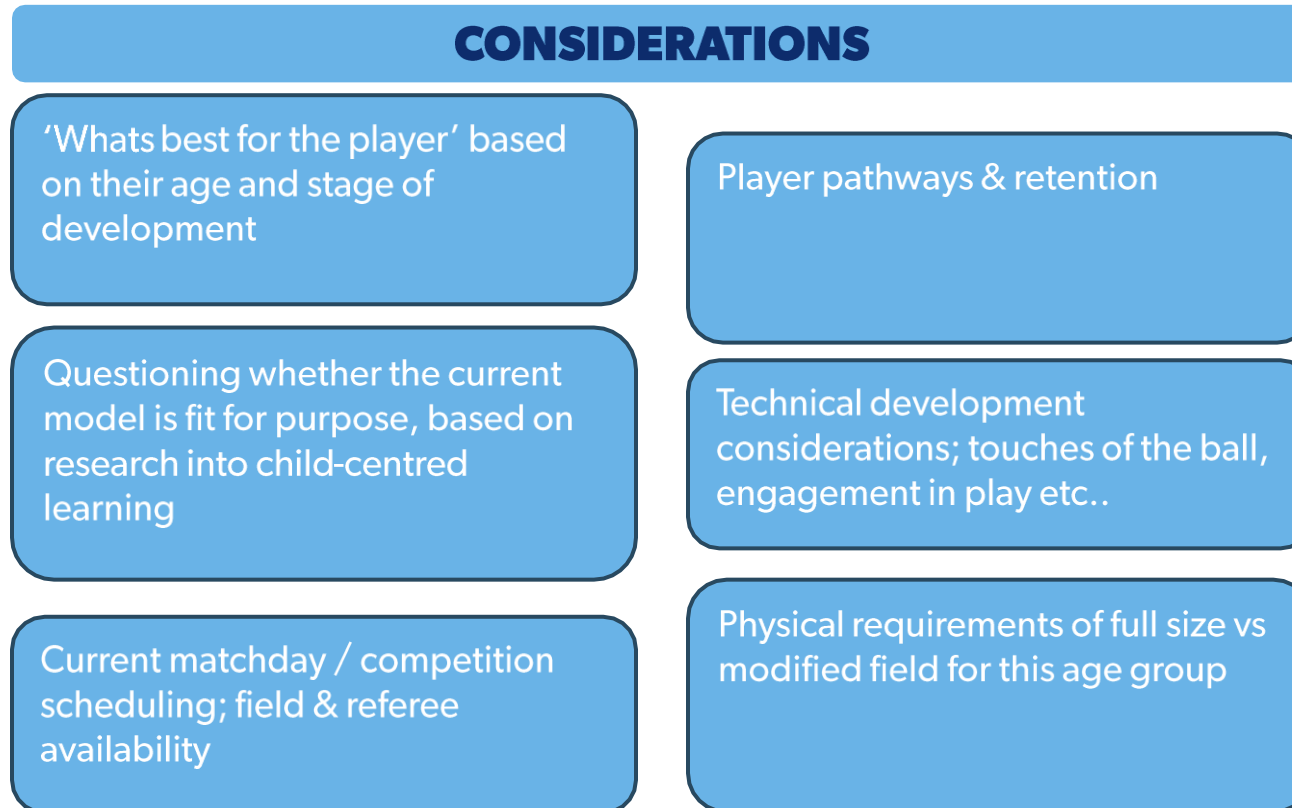 CONSIDERATIONS
‘Whats best for the player’ based
on their age and stage of
development
Questioning whether the current
model is fit for purpose, based on
research into child-centred
learning
Current matchday / competition
scheduling; field & referee
availability
Player pathways & retention
Technical development
considerations; touches of the ball,
engagement in play etc..
Physical requirements of full size vs
modified field for this age group